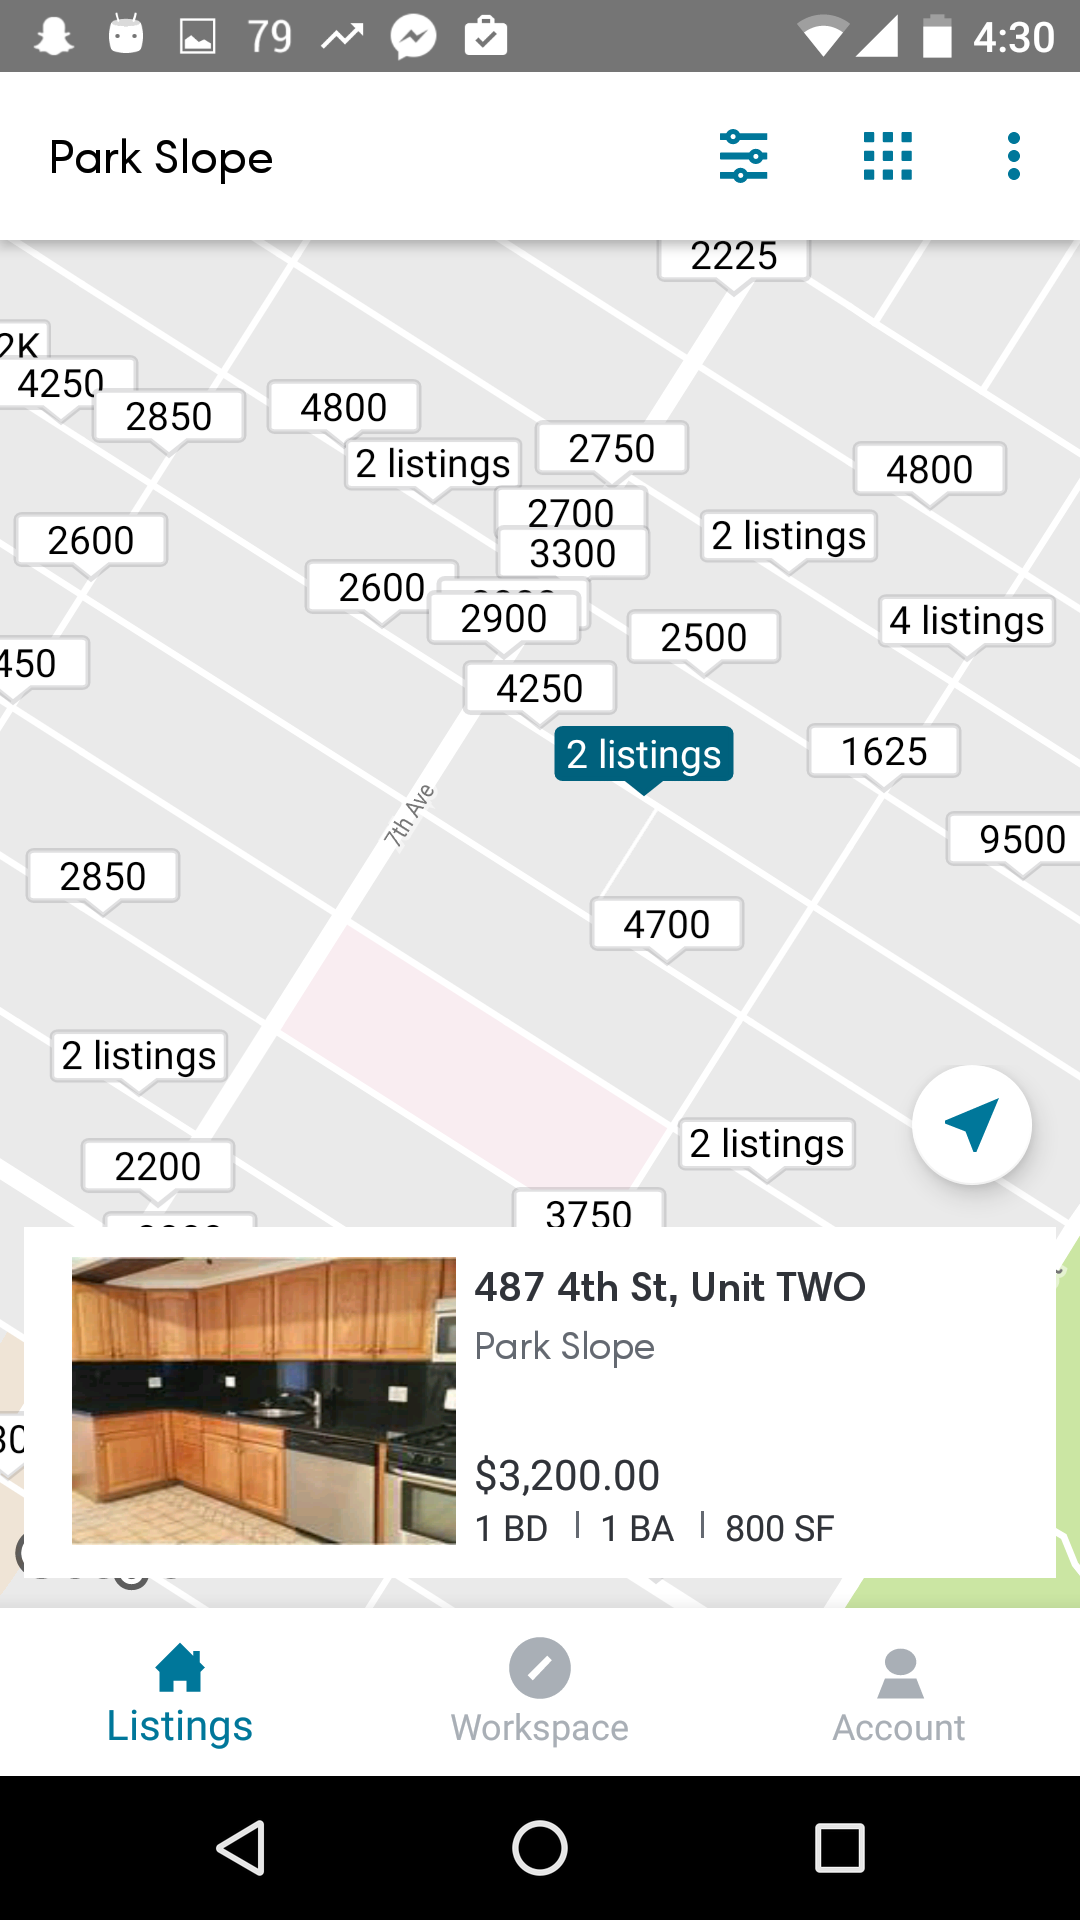 79
4:30
Park Slope
2225
2K
4250
2850
4800
2 listings
2750
4800
2700
2 listings
2600
3300
2600
2900
4 listings
2500
450
4250
2 listings
1625
7th Ave
9500
2850
4700
2 listings
2 listings
2200
3750
487 4th St, Unit TWO
Park Slope
$3,200.00
1 BD | 1 BA | 800 SF
Listings
Workspace
Account